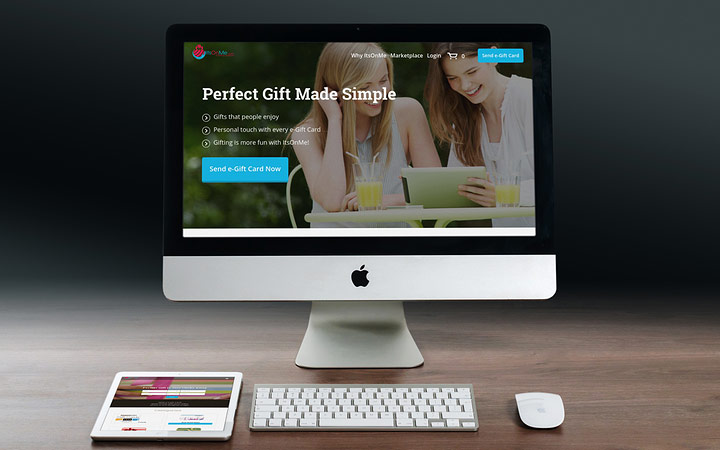 ItsOnMe
Why ItsOnMe Marketplace Login 0 Send e-Gift Card
Perfect Gift Made Simple
Gifts that people enjoy
Personal touch with every e-Gift Card
Gifting is more fun with ItsOnMe!
Send e-Gift Card Now